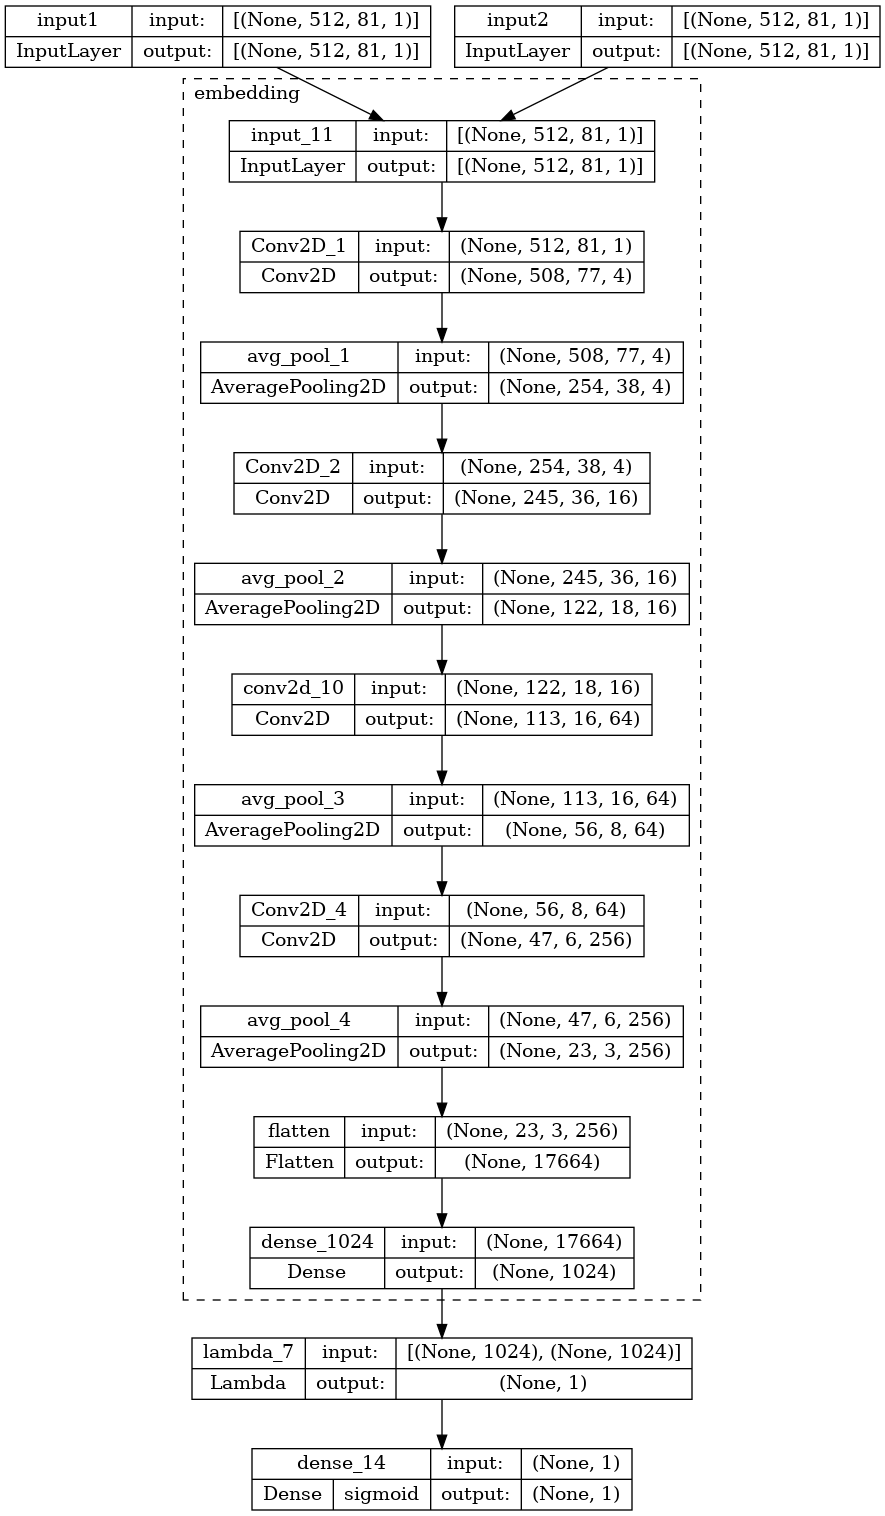 input1 input: [(None, 512, 81, 1)] input2 input: [(None, 512, 81, 1)]
InputLayer output: [(None, 512, 81, 1)] InputLayer output: [(None, 512, 81, 1)]
embedding
input_11 input: [(None, 512, 81, 1)]
InputLayer output: [(None, 512, 81, 1)]
Conv2D_1 input: (None, 512, 81, 1)
Conv2D output: (None, 508, 77, 4)
avg_pool_1 input: (None, 508, 77, 4)
AveragePooling2D output: (None, 254, 38, 4)
Conv2D_2 input: (None, 254, 38, 4)
Conv2D output: (None, 245, 36, 16)
avg_pool_2 input: (None, 245, 36, 16)
AveragePooling2D output: (None, 122, 18, 16)
conv2d_10 input: (None, 122, 18, 16)
Conv2D output: (None, 113, 16, 64)
avg_pool_3 input: (None, 113, 16, 64)
AveragePooling2D output: (None, 56, 8, 64)
Conv2D_4 input: (None, 56, 8, 64)
Conv2D output: (None, 47, 6, 256)
avg_pool_4 input: (None, 47, 6, 256)
AveragePooling2D output: (None, 23, 3, 256)
flatten input: (None, 23, 3, 256)
Flatten output: (None, 17664)
dense_1024 input: (None, 17664)
Dense output: (None, 1024)
lambda_7 input: [(None, 1024), (None, 1024)]
Lambda output: (None, 1)
dense_14 input: (None, 1)
Dense sigmoid output: (None, 1)